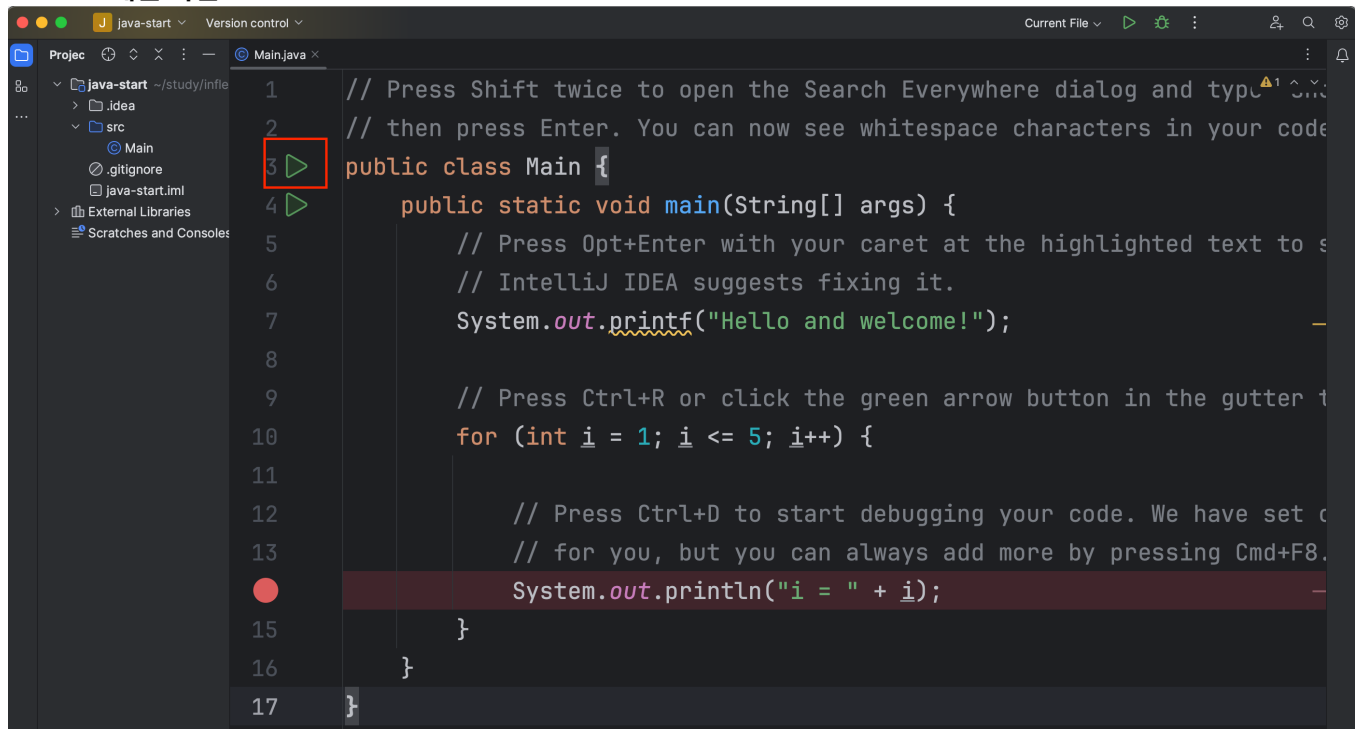 java-start
Version control
Current File
Projec
Main.java
java-start ~/study/infle
.idea
src
Main
.gitignore
java-start.iml
External Libraries
Scratches and Consoles
1
1 // Press Shift twice to open the Search Everywhere dialog and
2 // then press Enter. You can now see whitespace characters in your code
3 public class Main {
4 public static void main(String[] args) {
5 // Press Opt+Enter with your caret at the highlighted text to s
6 // IntelliJ IDEA suggests fixing it.
7 System.out.printf("Hello and welcome!");
8
9 // Press Ctrl+R or click the green arrow button in the gutter t
10 for (int i = 1; i <= 5; i++) {
11
12 // Press Ctrl+D to start debugging your code. We have set
13 // for you, but you can always add more by pressing Cmd+F8.
System.out.println("i = " + i);
15 }
16 }
17 }